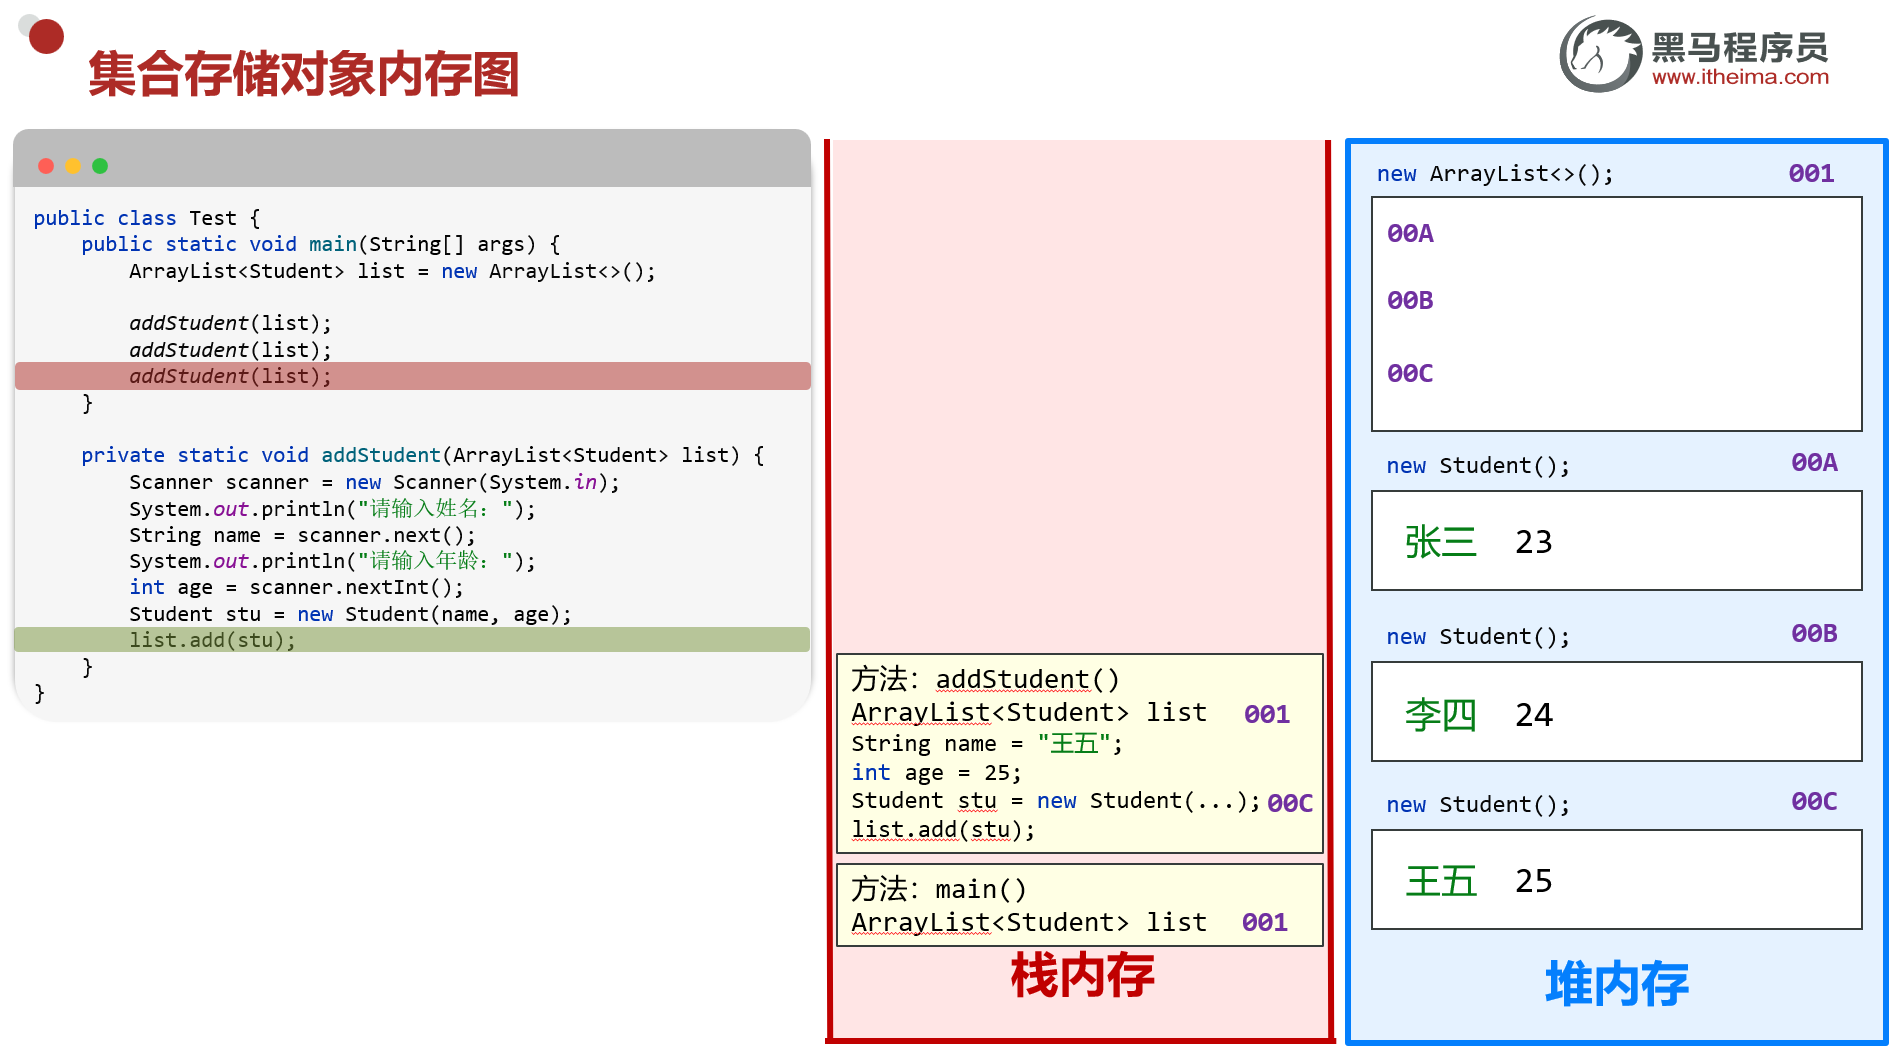 集合存储对象内存图
黑马程序员
www.itheima.com
public class Test {
    public static void main(String[] args) {
        ArrayList<Student> list = new ArrayList<>();
        addStudent(list);
        addStudent(list);
        addStudent(list);
    }
    private static void addStudent(ArrayList<Student> list) {
        Scanner scanner = new Scanner(System.in);
        System.out.println("请输入姓名：");
        String name = scanner.next();
        System.out.println("请输入年龄：");
        int age = scanner.nextInt();
        Student stu = new Student(name, age);
        list.add(stu);
    }
}
方法：addStudent()
ArrayList<Student> list 001
String name = "王五";
int age = 25;
Student stu = new Student(...); 00C
list.add(stu);
方法：main()
ArrayList<Student> list 001
栈内存
new ArrayList<>(); 001
00A
00B
00C
new Student(); 00A
张三 23
new Student(); 00B
李四 24
new Student(); 00C
王五 25
堆内存